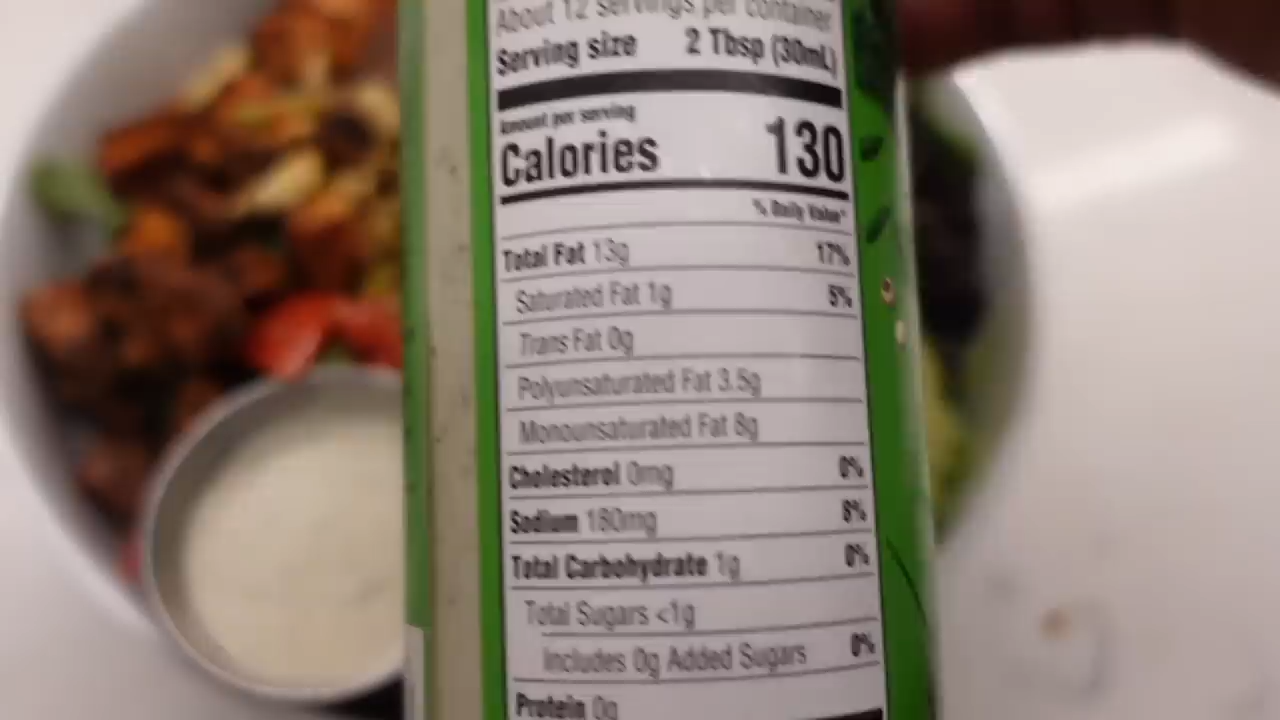 About 12 servings per container
Serving size 2 Tbsp (30mL)
Amount per serving
Calories 130
% Daily Value*
Total Fat 13g 17%
Saturated Fat 1g 5%
Trans Fat 0g
Polyunsaturated Fat 3.5g
Monounsaturated Fat 8g
Cholesterol 0mg 0%
Sodium 180mg 8%
Total Carbohydrate 1g 0%
Total Sugars <1g
Includes 0g Added Sugars 0%
Protein 0g